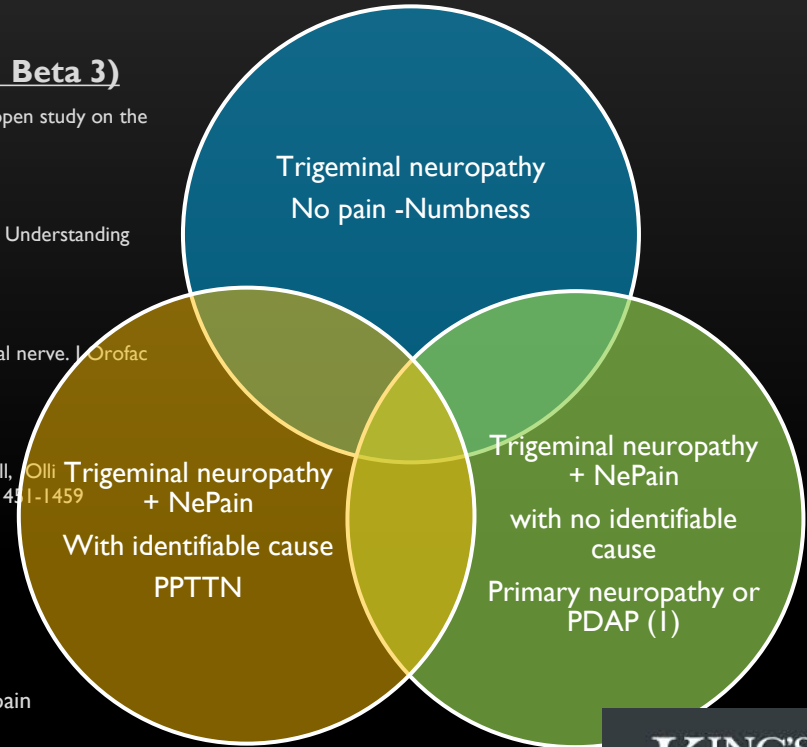 Beta 3)
open study on the
Understanding
al nerve. J Orofac
ll, Olli
451-1459
pain
Trigeminal neuropathy
No pain -Numbness
Trigeminal neuropathy
+ NePain
With identifiable cause
PPTTN
Trigeminal neuropathy
+ NePain
with no identifiable
cause
Primary neuropathy or
PDAP (1)
KING'S